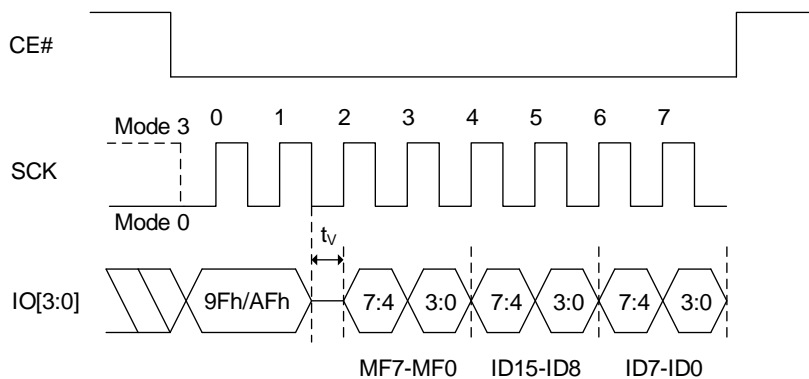 CE#
Mode 3 0 1 2 3 4 5 6 7
SCK
Mode 0
tV
IO[3:0] 9Fh/AFh 7:4 3:0 7:4 3:0 7:4 3:0
MF7-MF0 ID15-ID8 ID7-ID0